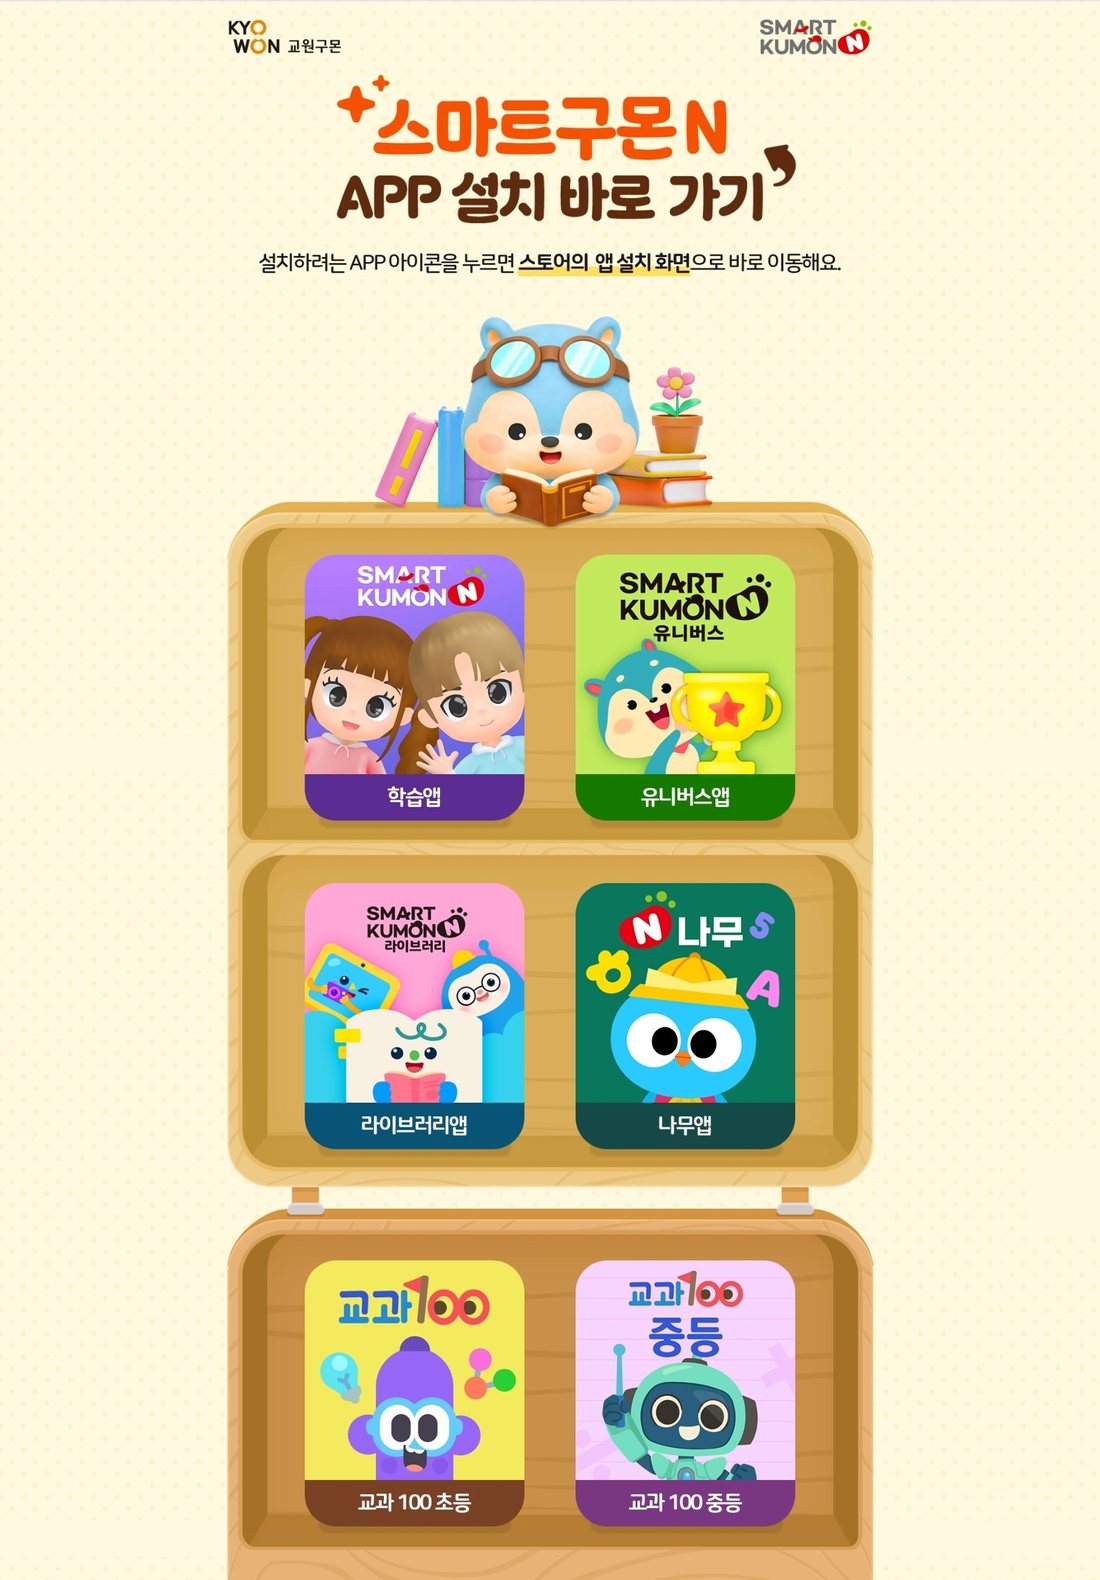 KYO
WON 교원구몬
SMART
KUMON N
스마트구몬 N
APP 설치 바로 가기
설치하려는 APP 아이콘을 누르면 스토어의 앱 설치 화면으로 바로 이동해요.
SMART
KUMON N
학습앱
SMART
KUMON N
유니버스
유니버스앱
SMART
KUMON N
라이브러리
라이브러리앱
N 나무 5
ㅎ
A
나무앱
교과100
교과 100 초등
교과100
중등
교과 100 중등